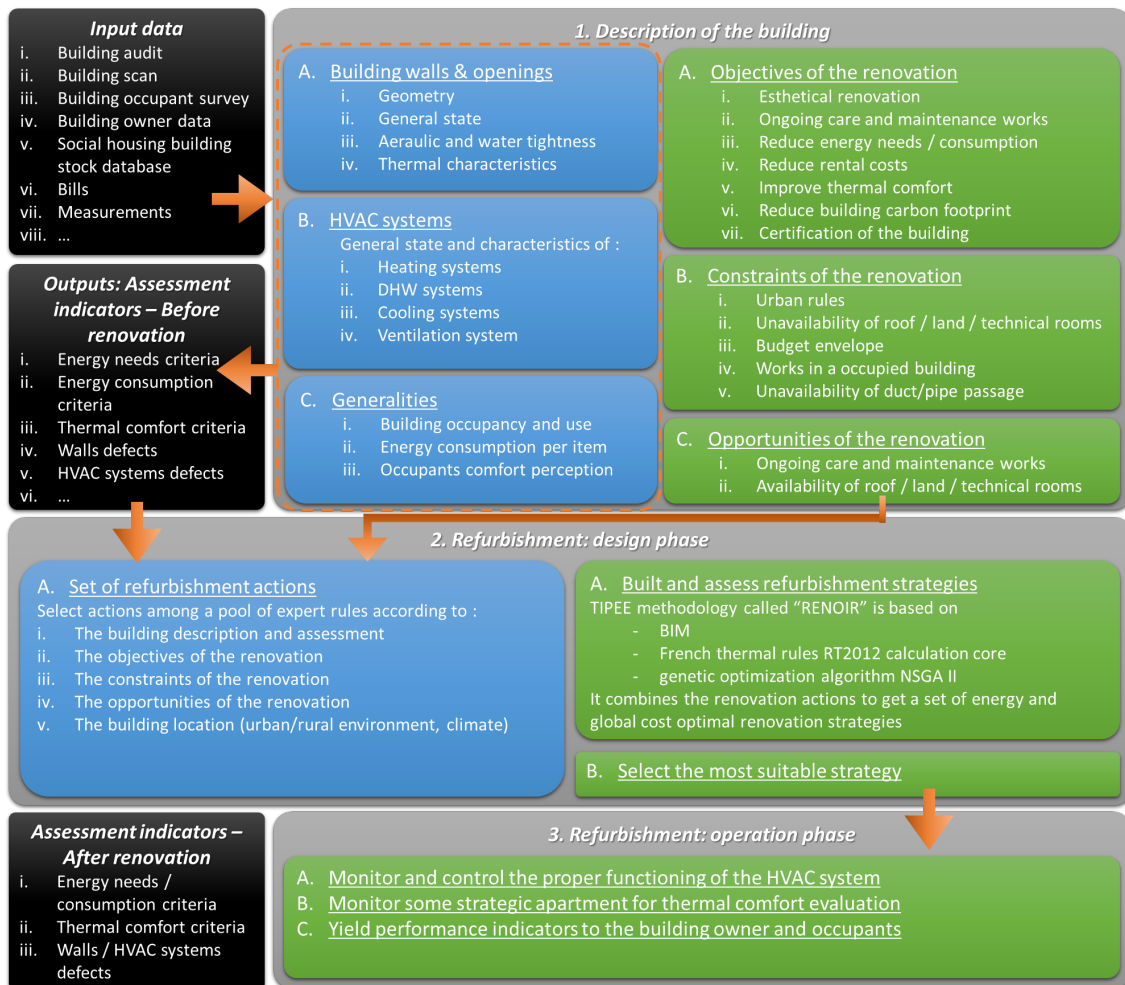 Input data
i. Building audit
ii. Building scan
iii. Building occupant survey
iv. Building owner data
v. Social housing building
stock database
vi. Bills
vii. Measurements
viii. ...
Outputs: Assessment
indicators – Before
renovation
i. Energy needs criteria
ii. Energy consumption
criteria
iii. Thermal comfort criteria
iv. Walls defects
v. HVAC systems defects
vi. ...
1. Description of the building
A. Building walls & openings
i. Geometry
ii. General state
iii. Aeraulic and water tightness
iv. Thermal characteristics
B. HVAC systems
General state and characteristics of :
i. Heating systems
ii. DHW systems
iii. Cooling systems
iv. Ventilation system
C. Generalities
i. Building occupancy and use
ii. Energy consumption per item
iii. Occupants comfort perception
A. Objectives of the renovation
i. Esthetical renovation
ii. Ongoing care and maintenance works
iii. Reduce energy needs / consumption
iv. Reduce rental costs
v. Improve thermal comfort
vi. Reduce building carbon footprint
vii. Certification of the building
B. Constraints of the renovation
i. Urban rules
ii. Unavailability of roof / land / technical rooms
iii. Budget envelope
iv. Works in a occupied building
v. Unavailability of duct/pipe passage
C. Opportunities of the renovation
i. Ongoing care and maintenance works
ii. Availability of roof / land / technical rooms
2. Refurbishment: design phase
A. Set of refurbishment actions
Select actions among a pool of expert rules according to :
i. The building description and assessment
ii. The objectives of the renovation
iii. The constraints of the renovation
iv. The opportunities of the renovation
v. The building location (urban/rural environment, climate)
A. Built and assess refurbishment strategies
TIPEE methodology called “RENOIR” is based on
- BIM
- French thermal rules RT2012 calculation core
- genetic optimization algorithm NSGA II
It combines the renovation actions to get a set of energy and
global cost optimal renovation strategies
B. Select the most suitable strategy
Assessment indicators –
After renovation
i. Energy needs /
consumption criteria
ii. Thermal comfort criteria
iii. Walls / HVAC systems
defects
3. Refurbishment: operation phase
A. Monitor and control the proper functioning of the HVAC system
B. Monitor some strategic apartment for thermal comfort evaluation
C. Yield performance indicators to the building owner and occupants